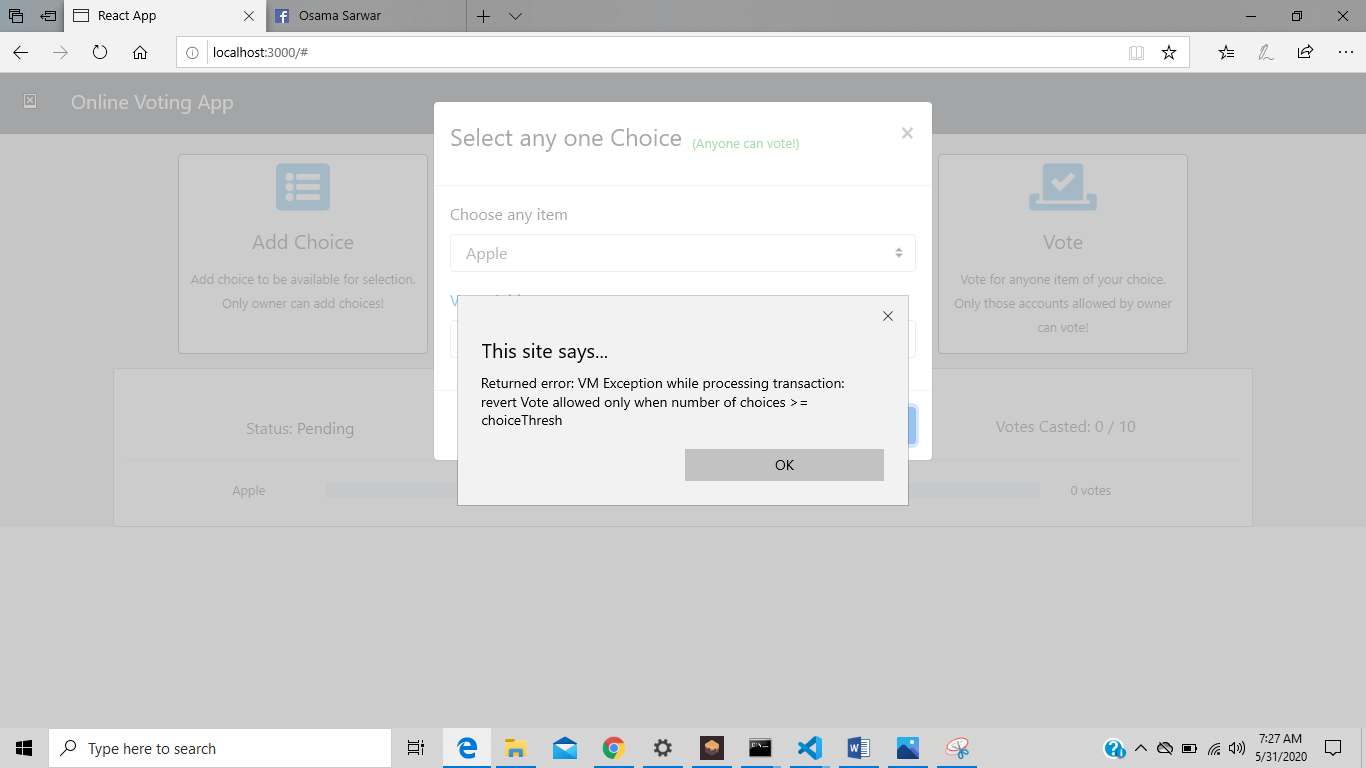 React App
Osama Sarwar
localhost:3000/#
Online Voting App
Select any one Choice (Anyone can vote!)
×
Choose any item
Apple
Add Choice
Add choice to be available for selection.
Only owner can add choices!
Vote
Vote for anyone item of your choice.
Only those accounts allowed by owner
can vote!
This site says...
Returned error: VM Exception while processing transaction:
revert Vote allowed only when number of choices >=
choiceThresh
OK
Status: Pending
Votes Casted: 0 / 10
Apple
0 votes
Type here to search
7:27 AM
5/31/2020